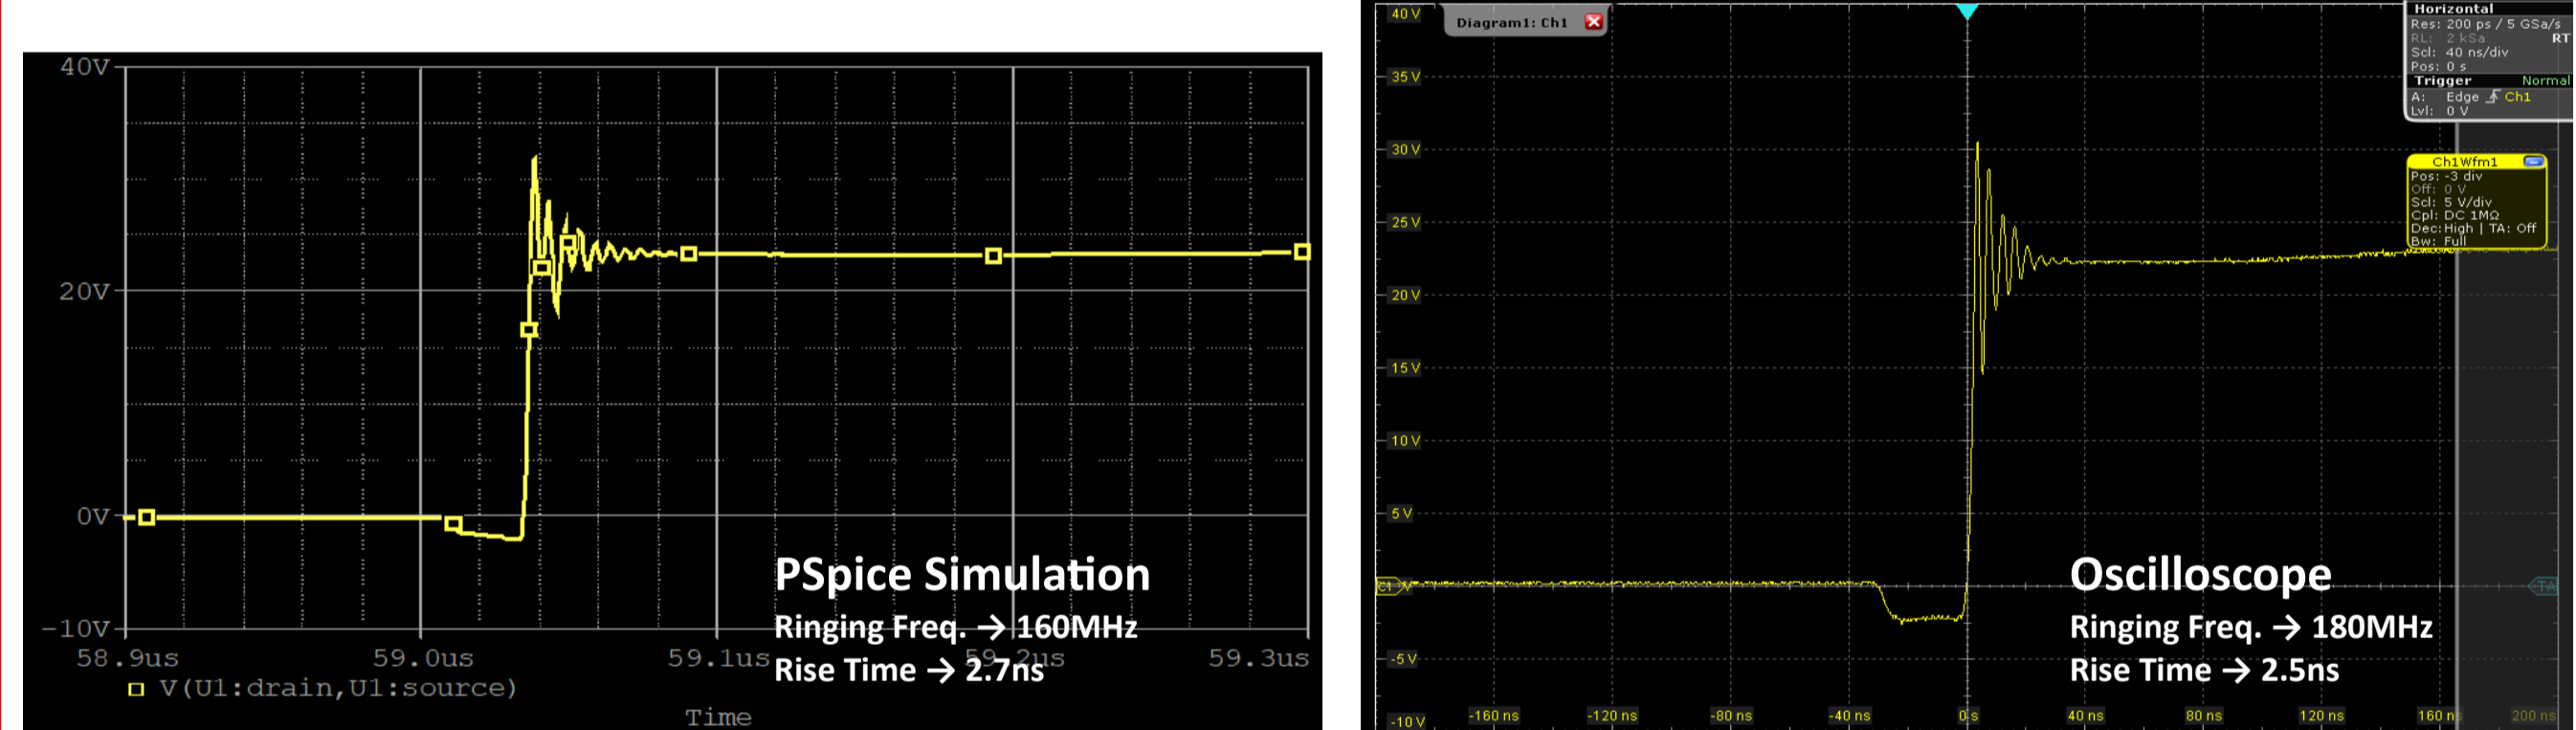 40V
20V
0V
-10V
58.9us
59.0us
59.1us
59.2us
59.3us
V(U1:drain,U1:source)
Time
PSpice Simulation
Ringing Freq. → 160MHz
Rise Time → 2.7ns
Diagram1: Ch1
40 V
35 V
30 V
25 V
20 V
15 V
10 V
5 V
C1
V
-5 V
-10 V
-160 ns
-120 ns
-80 ns
-40 ns
0 s
40 ns
80 ns
120 ns
160 n
200 ns
TA
Horizontal
Res: 200 ps / 5 GSa/s
RL: 2 kSa RT
Scl: 40 ns/div
Pos: 0 s
Trigger Normal
A: Edge Ch1
Lvl: 0 V
Ch1Wfm1
Pos: -3 div
Off: 0 V
Scl: 5 V/div
Cpl: DC 1MΩ
Dec: High | TA: Off
Bw: Full
Oscilloscope
Ringing Freq. → 180MHz
Rise Time → 2.5ns